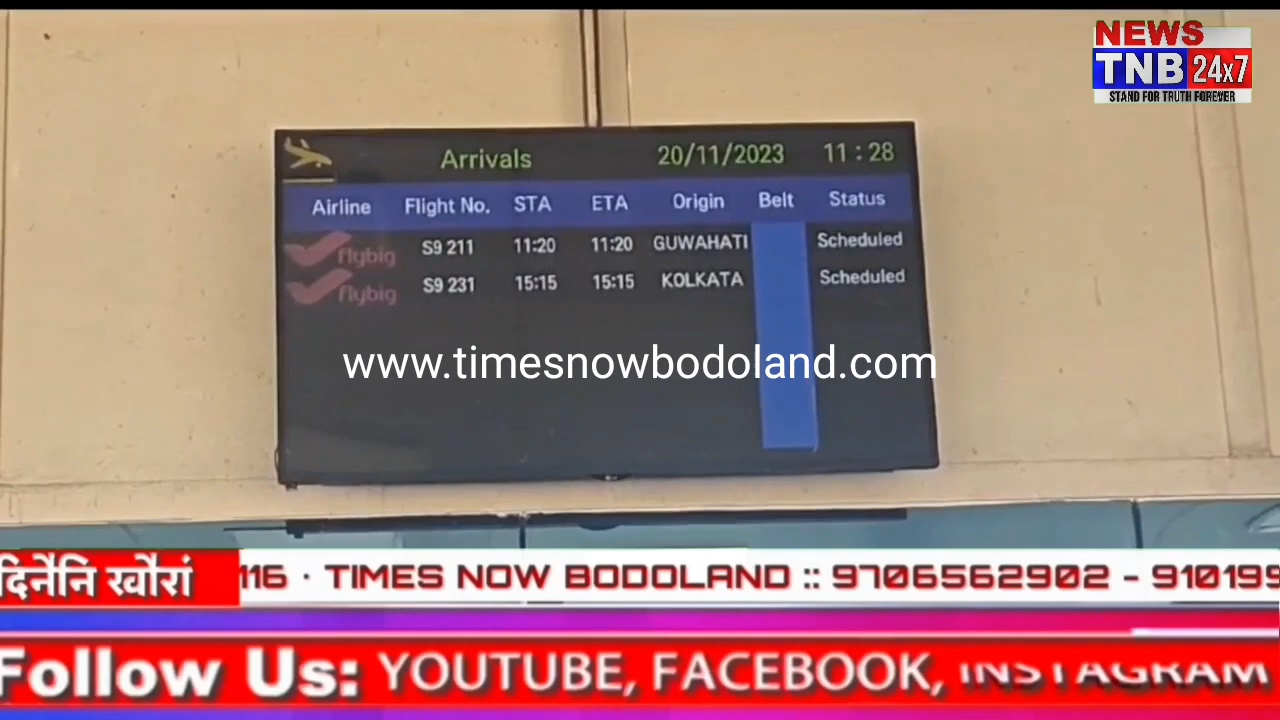 NEWS
TNB 24x7
STAND FOR TRUTH FOREVER
Arrivals 20/11/2023 11:28
Airline Flight No. STA ETA Origin Belt Status
flybig S9 211 11:20 11:20 GUWAHATI Scheduled
flybig S9 231 15:15 15:15 KOLKATA Scheduled
www.timesnowbodoland.com
दिनैनि खौरां 116 · TIMES NOW BODOLAND :: 9706562902 - 910199
Follow Us: YOUTUBE, FACEBOOK, INSTAGRAM